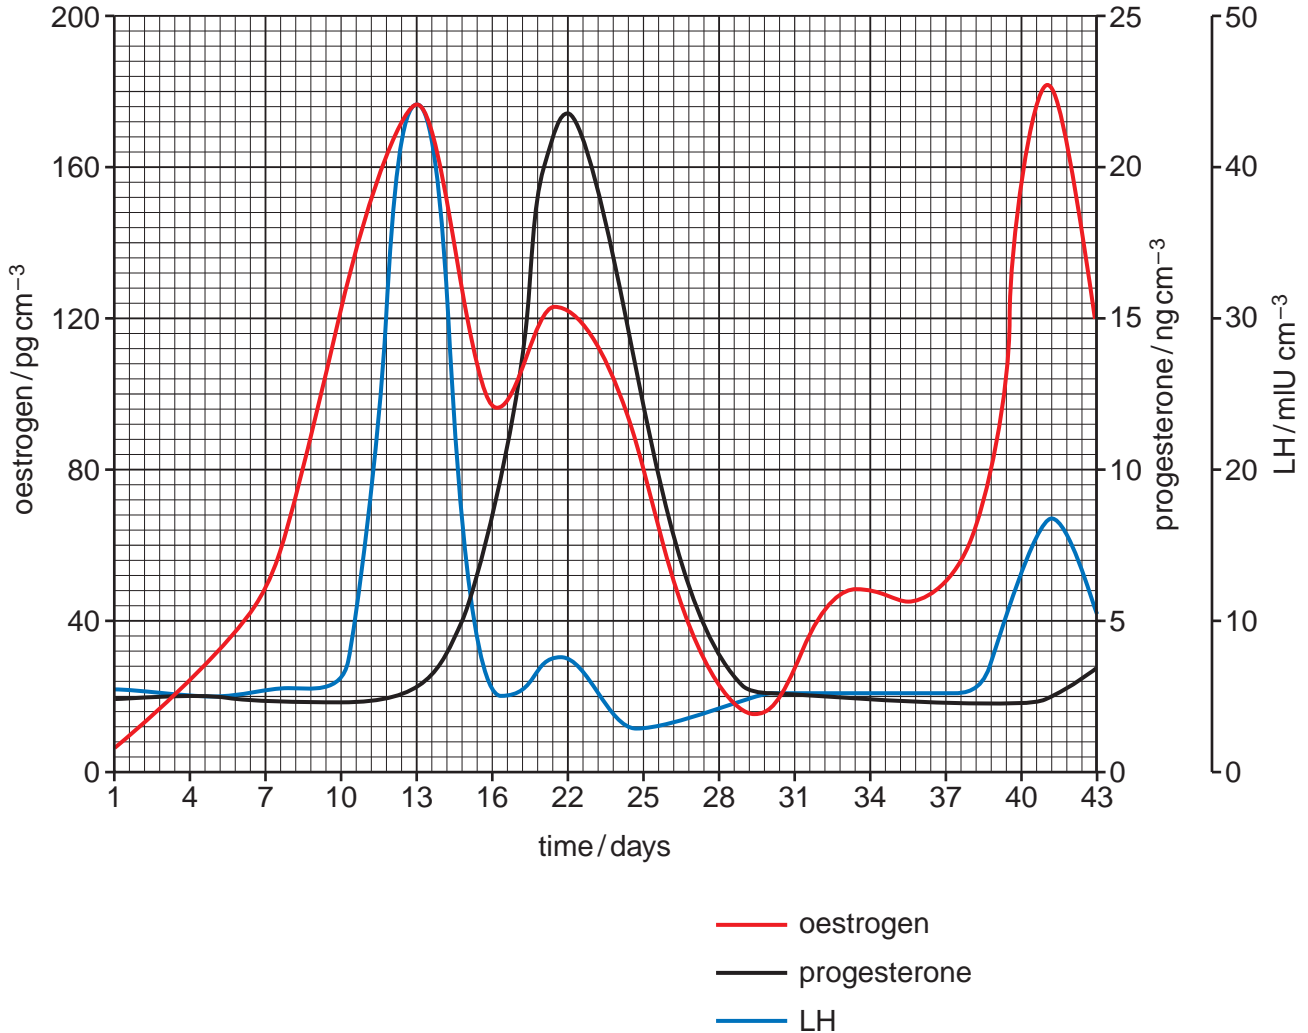 200
160
120
80
40
0
oestrogen / pg cm⁻³
25
20
15
10
5
0
progesterone / ng cm⁻³
50
40
30
20
10
0
LH / mIU cm⁻³
1 4 7 10 13 16 22 25 28 31 34 37 40 43
time / days
oestrogen
progesterone
LH